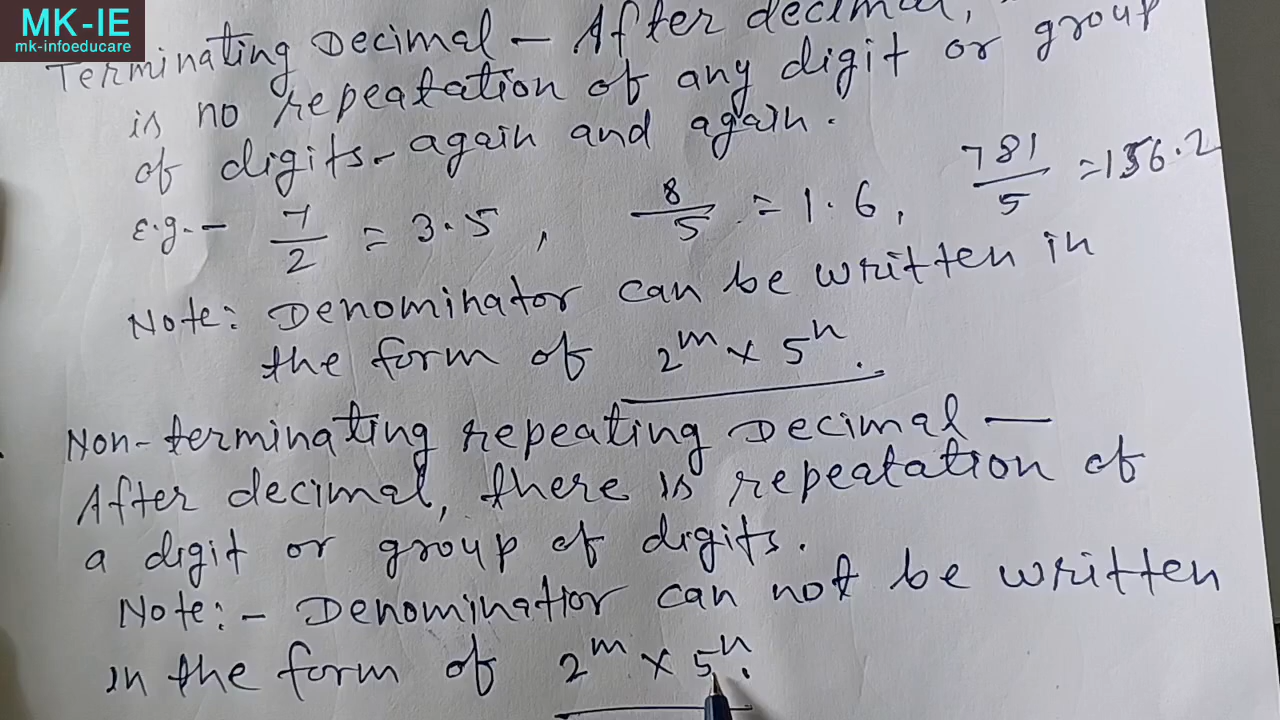 MK-IE
mk-infoeducare
Terminating Decimal - After decimal,
is no repeatation of any digit or group
of digits - again and again.
E.g. - 7/2 = 3.5 , 8/5 = 1.6, 781/5 = 156.2
Note: Denominator can be written in
the form of 2^m × 5^n.
Non-terminating repeating Decimal —
After decimal, there is repeatation of
a digit or group of digits.
Note:- Denominatior can not be written
in the form of 2^m × 5^n.